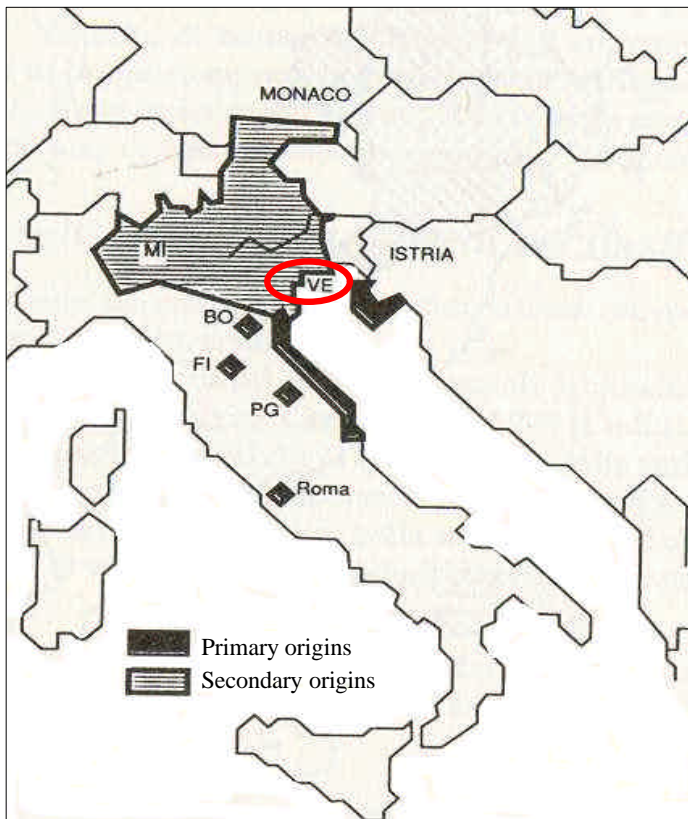 MONACO
ISTRIA
MI
VE
BO
FI
PG
Roma
Primary origins
Secondary origins